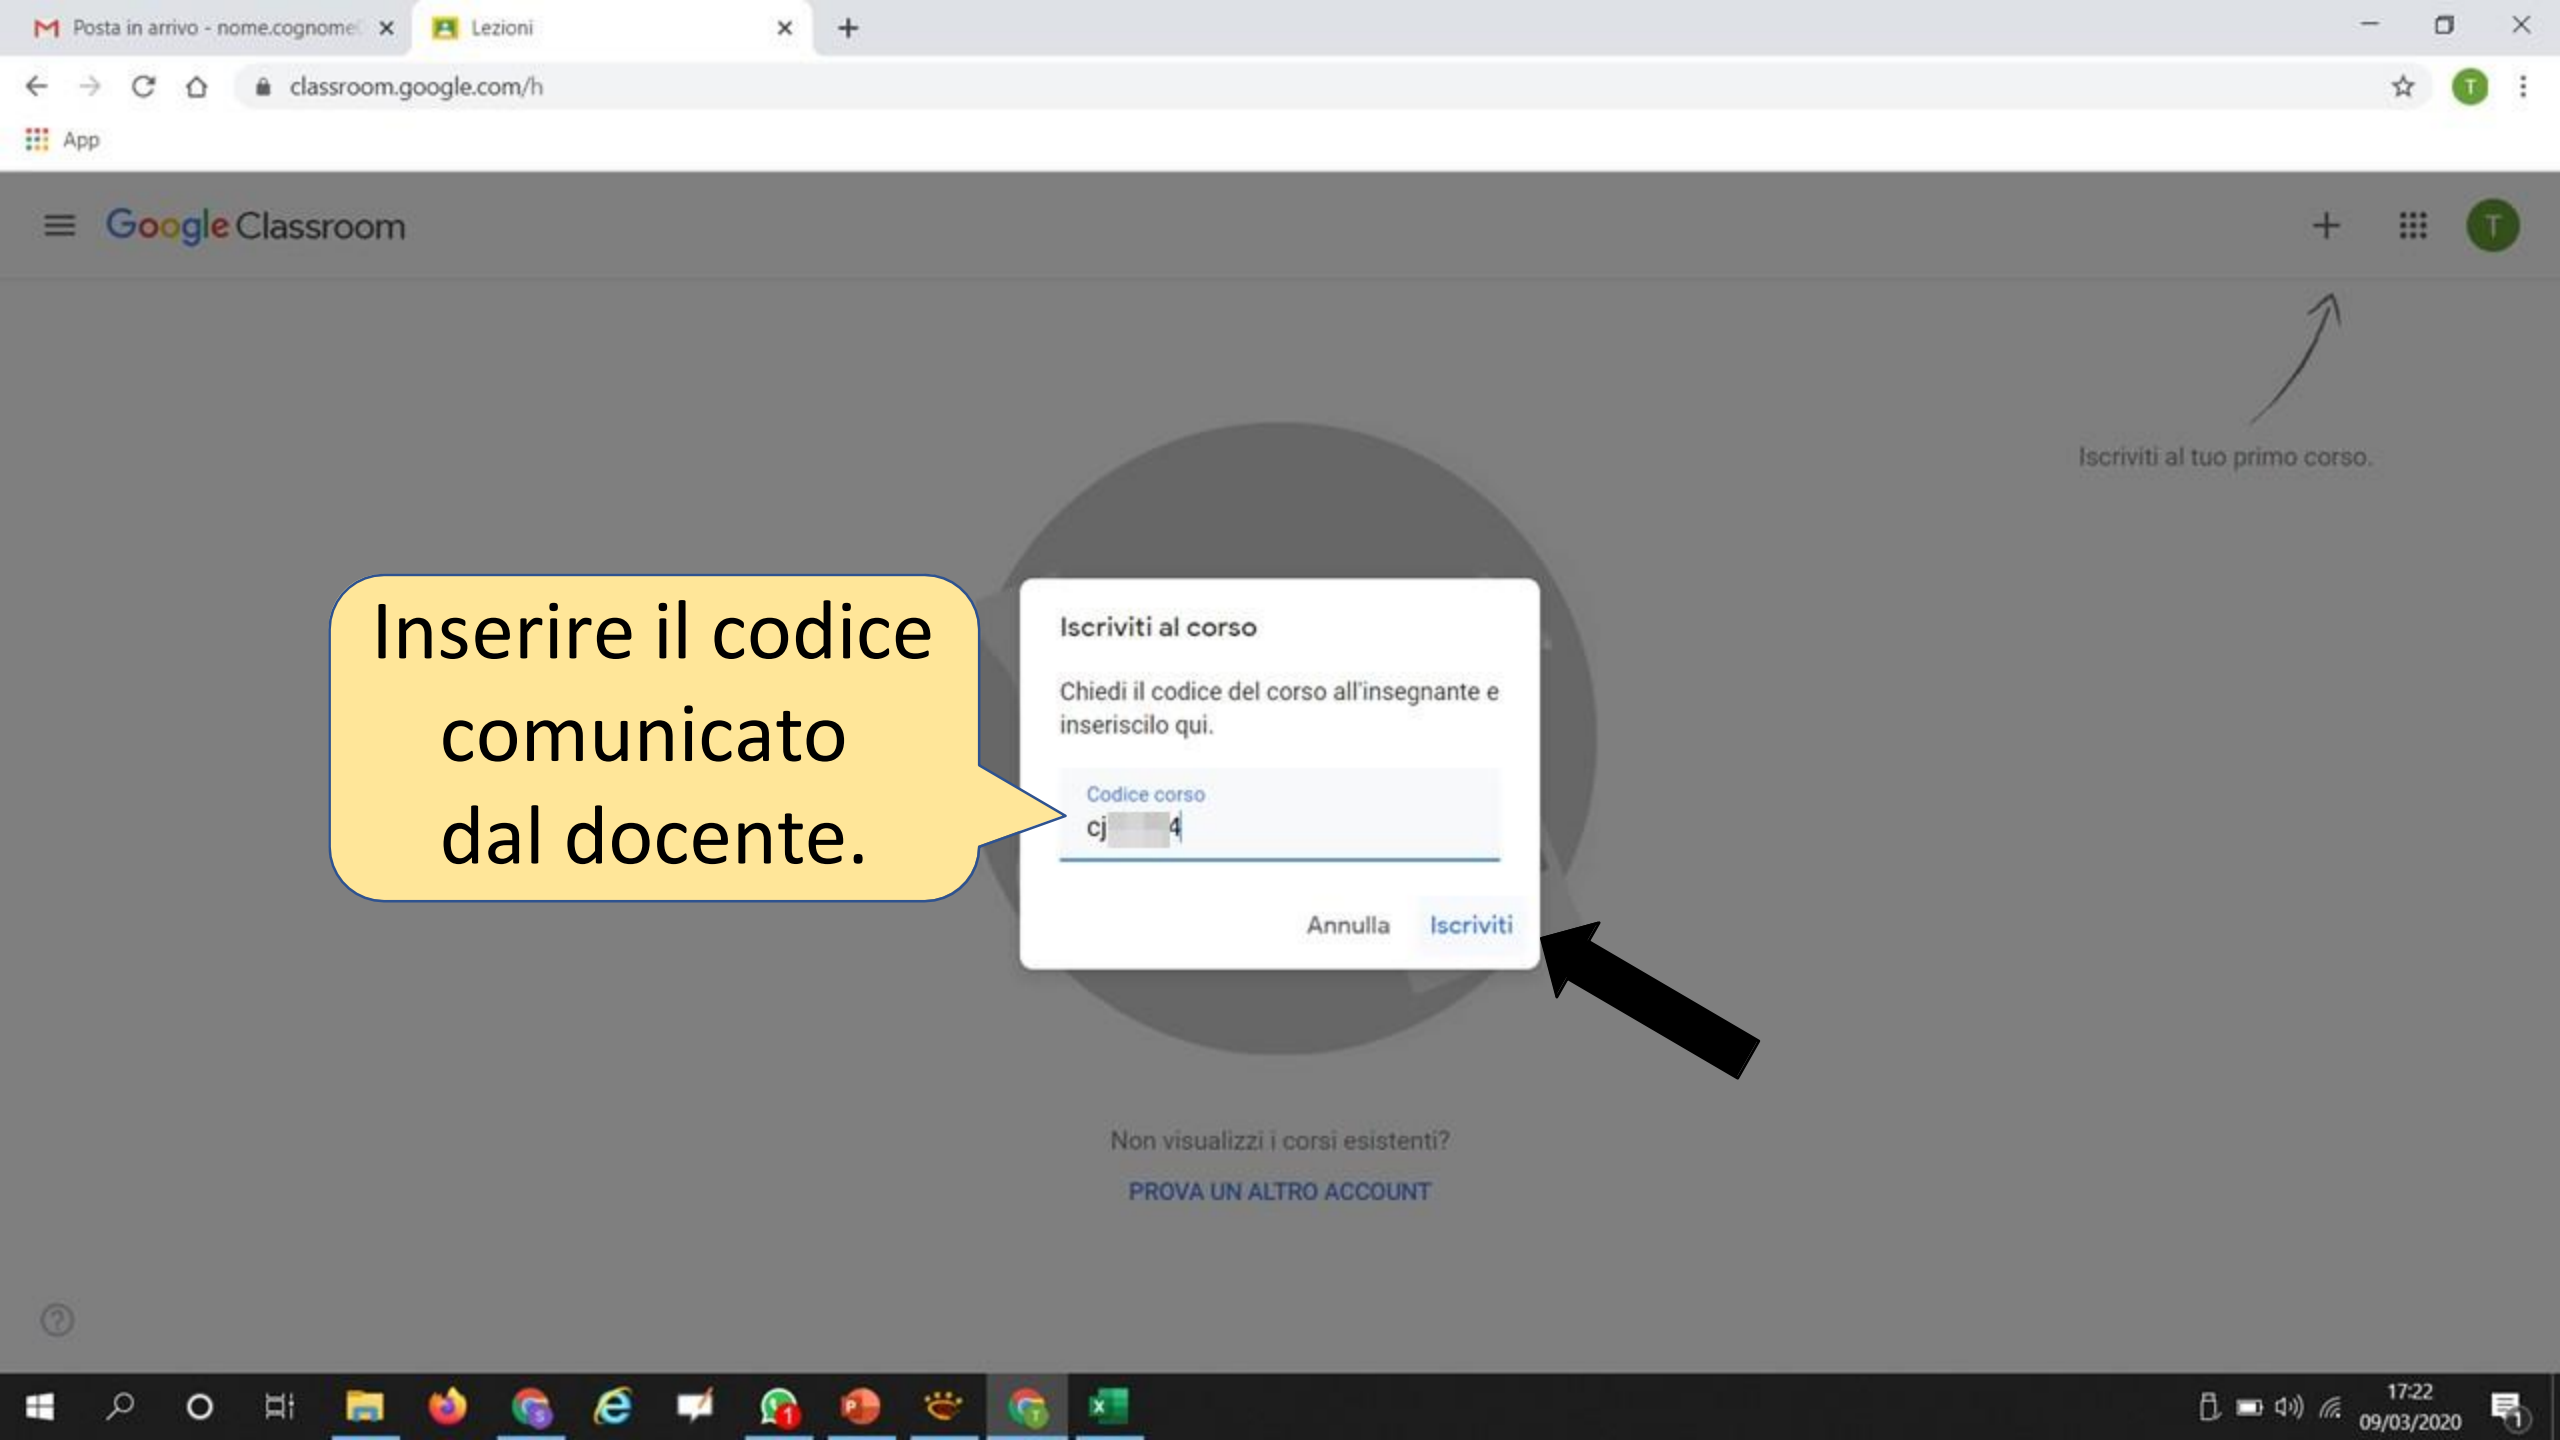 Posta in arrivo - nome.cognome
Lezioni
classroom.google.com/h
App
Google Classroom
T
T
Iscriviti al tuo primo corso.
Inserire il codice
comunicato
dal docente.
Iscriviti al corso
Chiedi il codice del corso all'insegnante e
inseriscilo qui.
Codice corso
cj 4
Annulla Iscriviti
Non visualizzi i corsi esistenti?
PROVA UN ALTRO ACCOUNT
17:22
09/03/2020